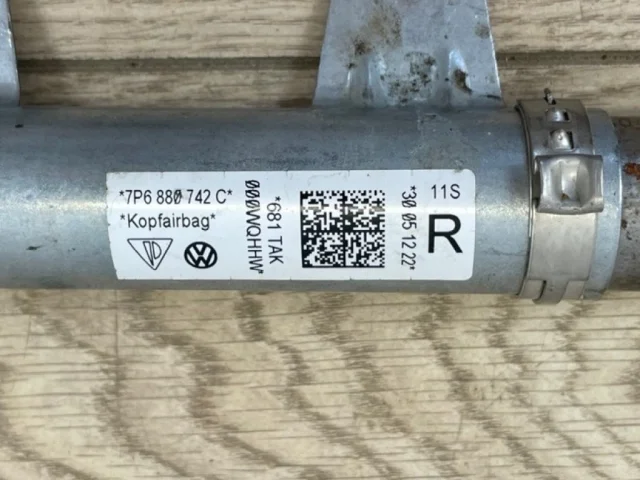 *7P6 880 742 C*
*Kopfairbag*
*681 TAK
000WQHHW*
*30 05 12 22*
11S
R